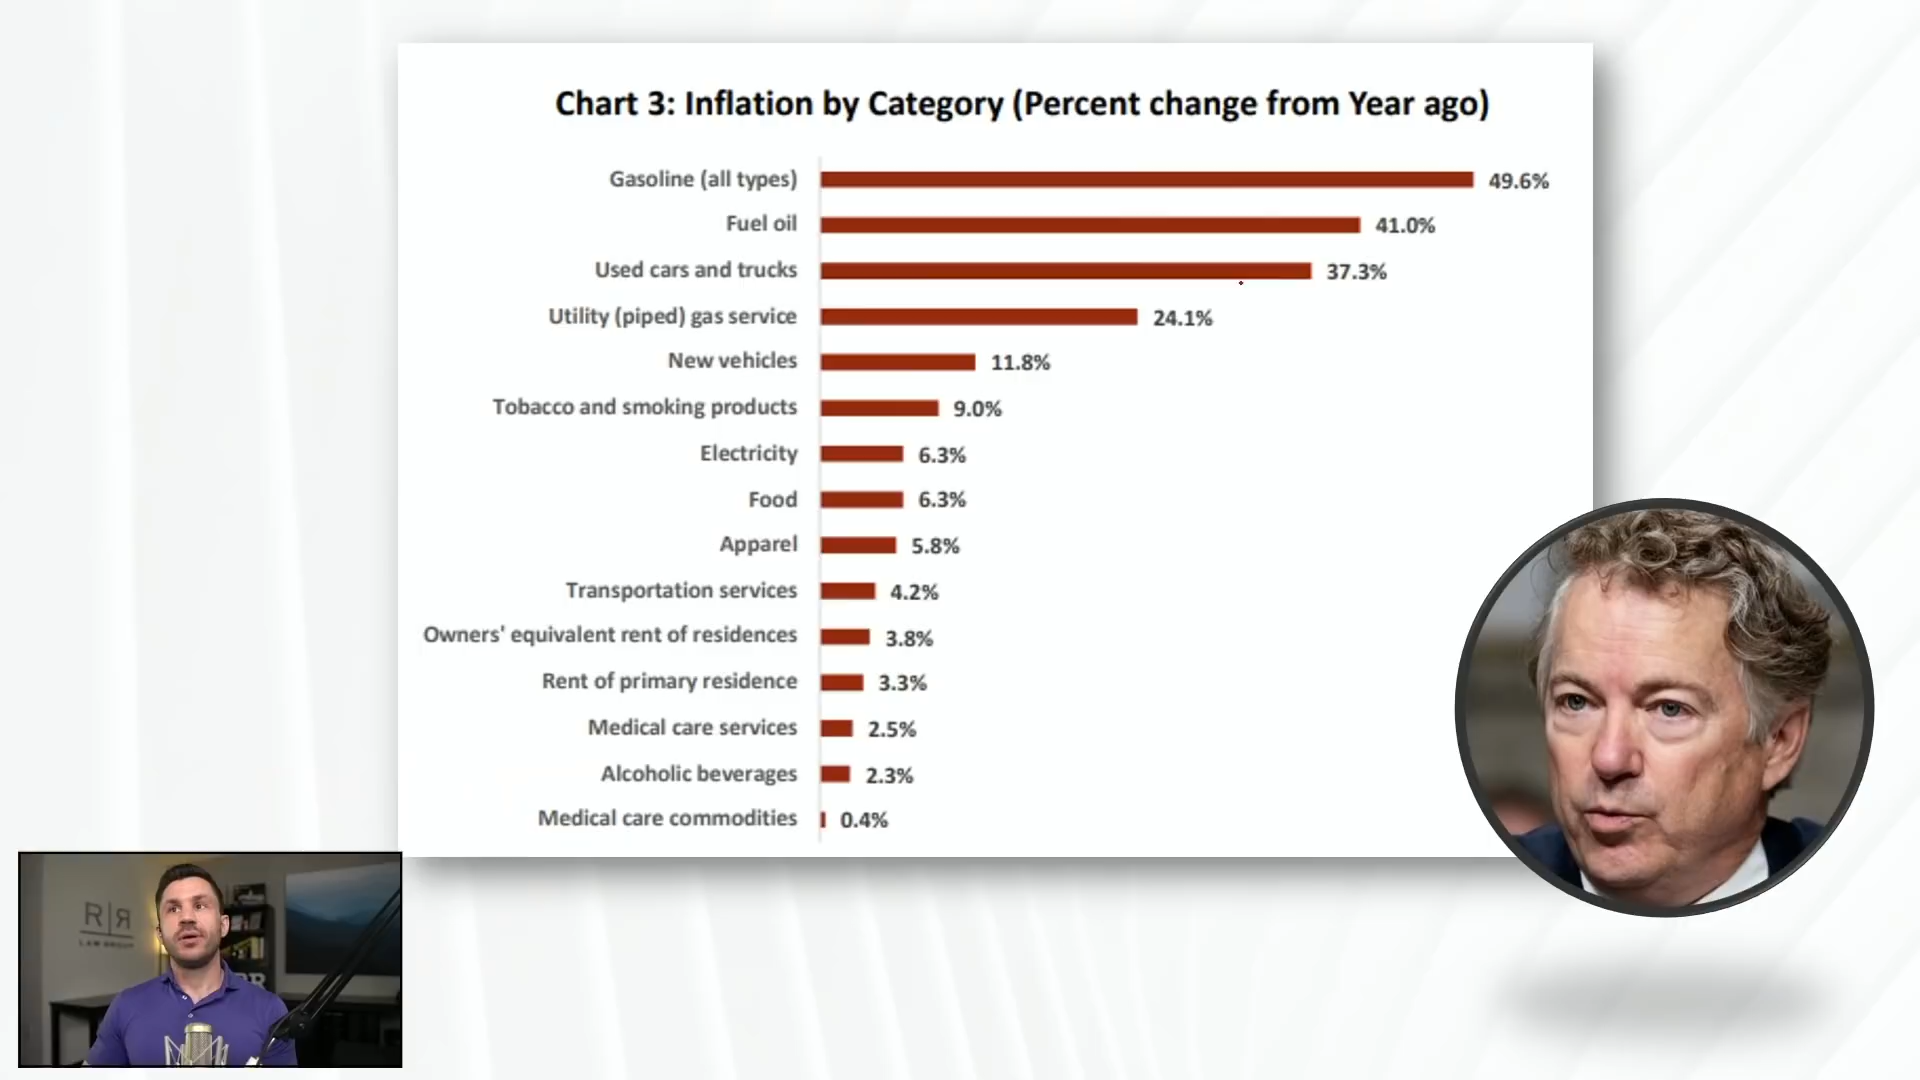 Chart 3: Inflation by Category (Percent change from Year ago)
Gasoline (all types) 49.6%
Fuel oil 41.0%
Used cars and trucks 37.3%
Utility (piped) gas service 24.1%
New vehicles 11.8%
Tobacco and smoking products 9.0%
Electricity 6.3%
Food 6.3%
Apparel 5.8%
Transportation services 4.2%
Owners' equivalent rent of residences 3.8%
Rent of primary residence 3.3%
Medical care services 2.5%
Alcoholic beverages 2.3%
Medical care commodities 0.4%
R|R
LAW GROUP